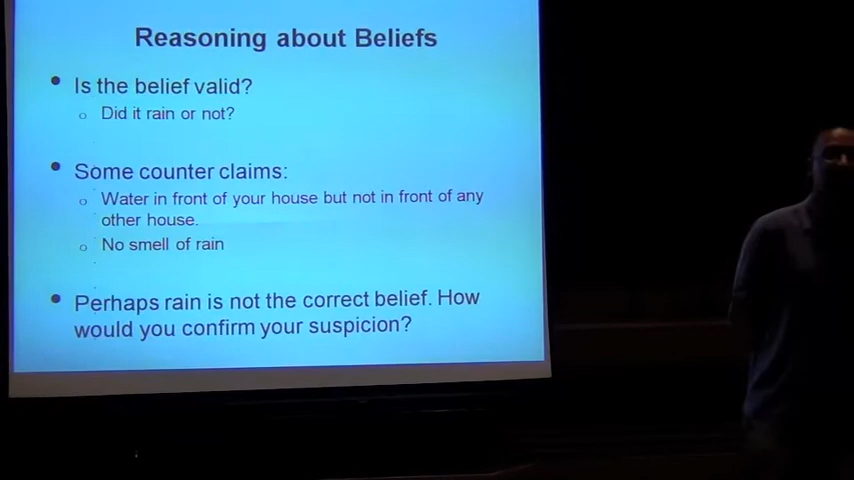 Reasoning about Beliefs
• Is the belief valid?
o Did it rain or not?
• Some counter claims:
o Water in front of your house but not in front of any
other house.
o No smell of rain
• Perhaps rain is not the correct belief. How
would you confirm your suspicion?